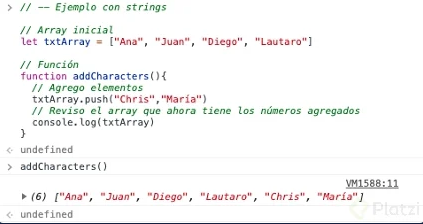 > // -- Ejemplo con strings
// Array inicial
let txtArray = ["Ana", "Juan", "Diego", "Lautaro"]
// Función
function addCharacters(){
// Agrego elementos
txtArray.push("Chris","María")
// Reviso el array que ahora tiene los números agregados
console.log(txtArray)
}
< undefined
> addCharacters()
VM1588:11
▶ (6) ["Ana", "Juan", "Diego", "Lautaro", "Chris", "María"]
< undefined
Platzi